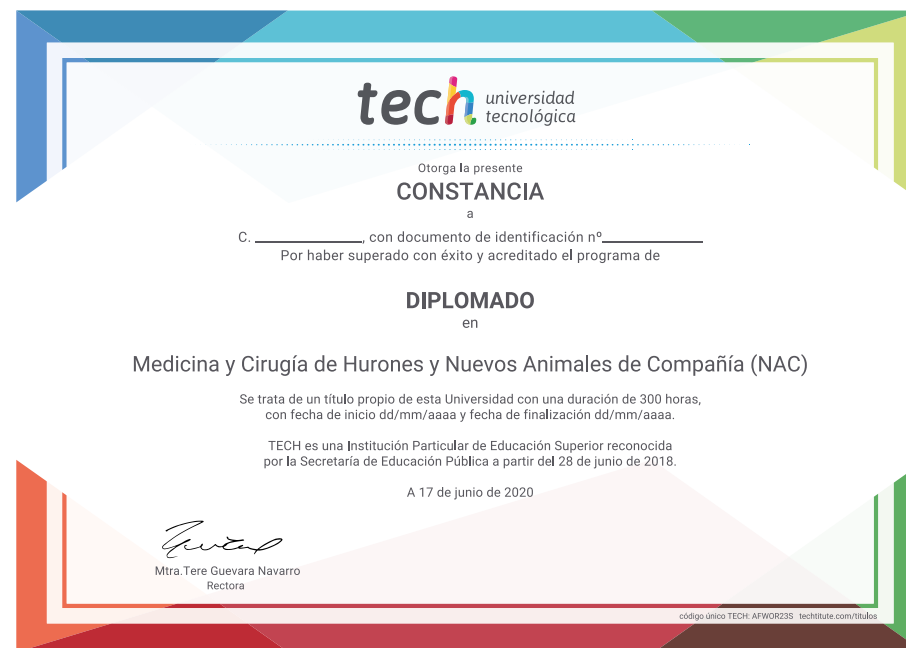 tech universidad
tecnológica
Otorga la presente
CONSTANCIA
a
C. ____________, con documento de identificación nº____________
Por haber superado con éxito y acreditado el programa de
DIPLOMADO
en
Medicina y Cirugía de Hurones y Nuevos Animales de Compañía (NAC)
Se trata de un título propio de esta Universidad con una duración de 300 horas,
con fecha de inicio dd/mm/aaaa y fecha de finalización dd/mm/aaaa.
TECH es una Institución Particular de Educación Superior reconocida
por la Secretaría de Educación Pública a partir del 28 de junio de 2018.
A 17 de junio de 2020
Mtra.Tere Guevara Navarro
Rectora
código único TECH: AFWOR23S techtitute.com/titulos